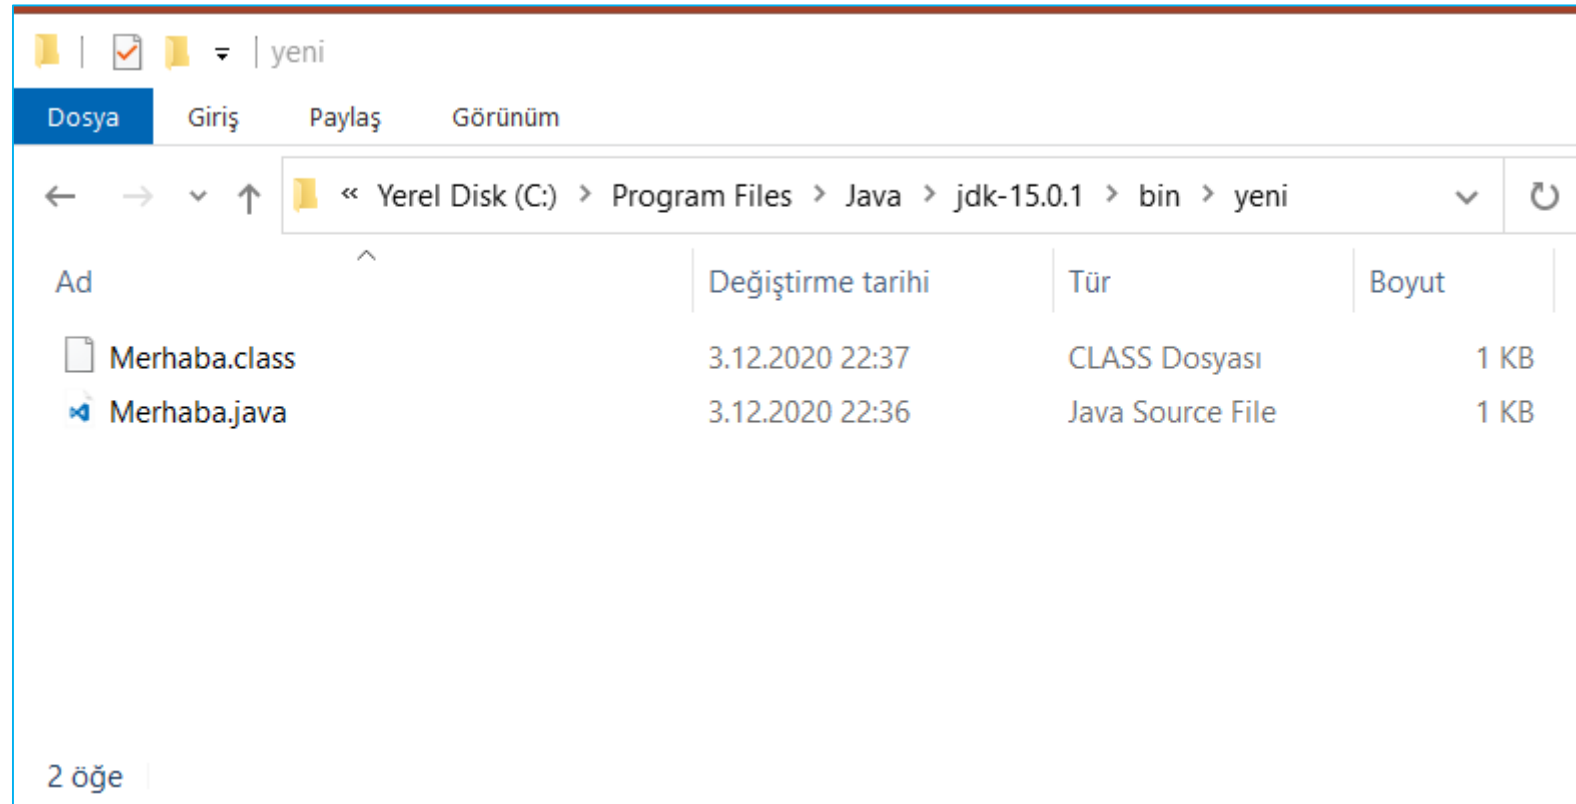 yeni
Dosya Giriş Paylaş Görünüm
« Yerel Disk (C:) > Program Files > Java > jdk-15.0.1 > bin > yeni
Ad Değiştirme tarihi Tür Boyut
Merhaba.class 3.12.2020 22:37 CLASS Dosyası 1 KB
Merhaba.java 3.12.2020 22:36 Java Source File 1 KB
2 öğe